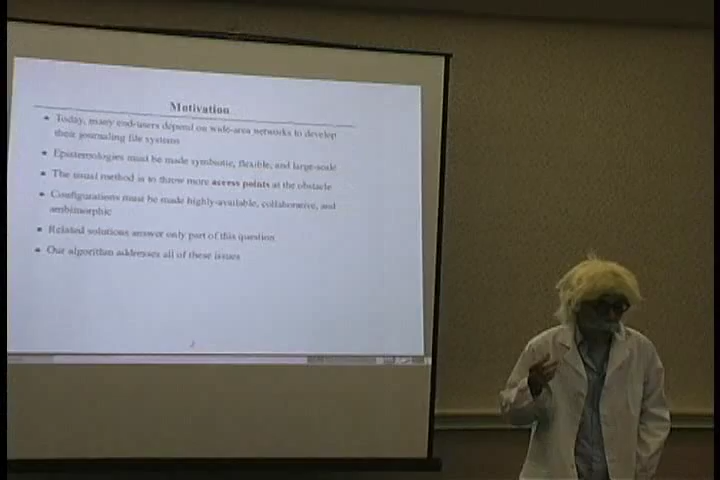 Motivation
Today, many end-users depend on wide-area networks to develop
their journaling file systems
Epistemologies must be made symbiotic, flexible, and large-scale
The usual method is to throw more access points at the obstacle
Configurations must be made highly-available, collaborative, and
ambimorphic
Related solutions answer only part of this question
Our algorithm addresses all of these issues
2